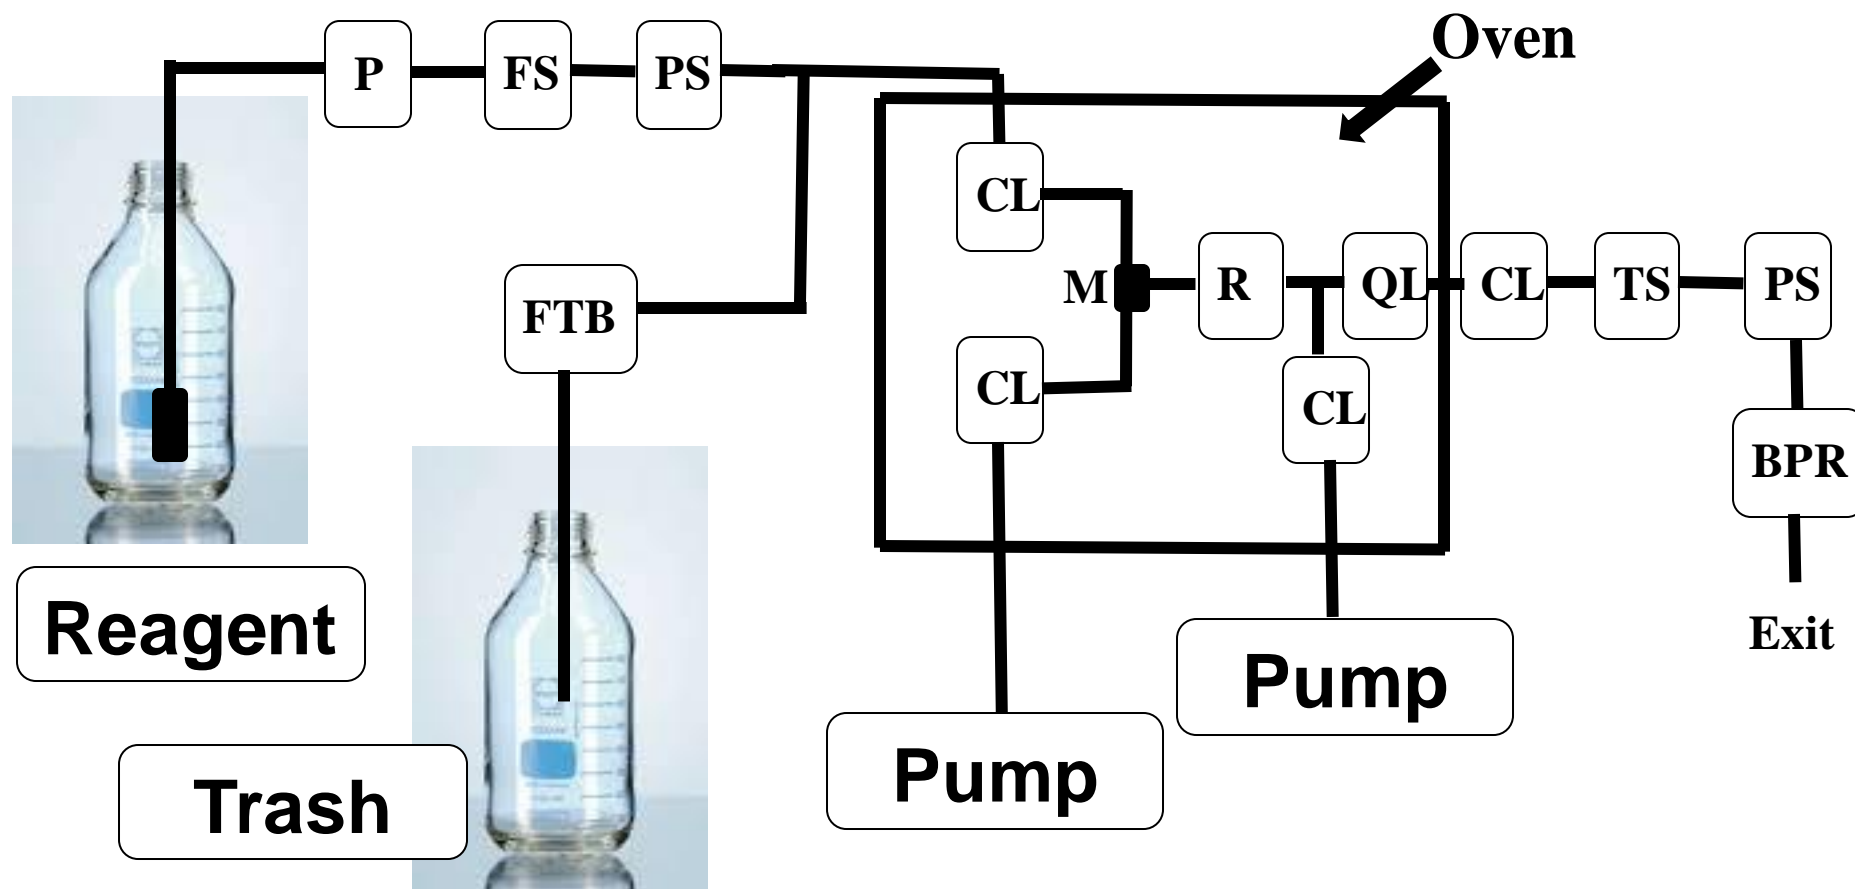 Oven
P
FS
PS
CL
M
R
QL
CL
TS
PS
FTB
CL
CL
BPR
Reagent
Exit
Pump
Pump
Trash